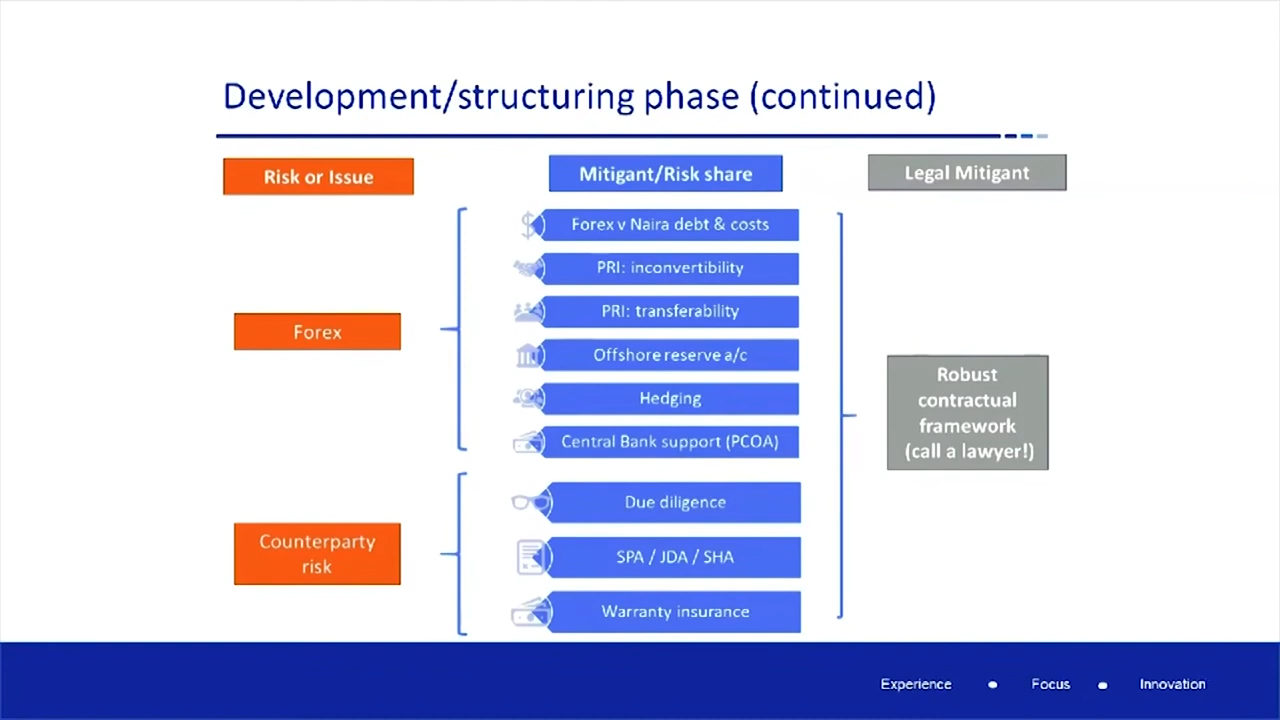 Development/structuring phase (continued)
Risk or Issue
Mitigant/Risk share
Legal Mitigant
Forex
Forex v Naira debt & costs
PRI: inconvertibility
PRI: transferability
Offshore reserve a/c
Hedging
Central Bank support (PCOA)
Counterparty
risk
Due diligence
SPA / JDA / SHA
Warranty insurance
Robust
contractual
framework
(call a lawyer!)
Experience • Focus • Innovation